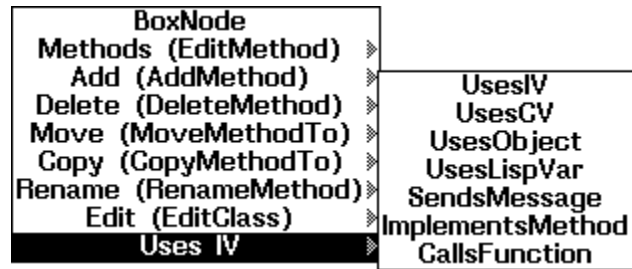 BoxNode
Methods (EditMethod)
Add (AddMethod)
Delete (DeleteMethod)
Move (MoveMethodTo)
Copy (CopyMethodTo)
Rename (RenameMethod)
Edit (EditClass)
Uses IV
UsesIV
UsesCV
UsesObject
UsesLispVar
SendsMessage
ImplementsMethod
CallsFunction